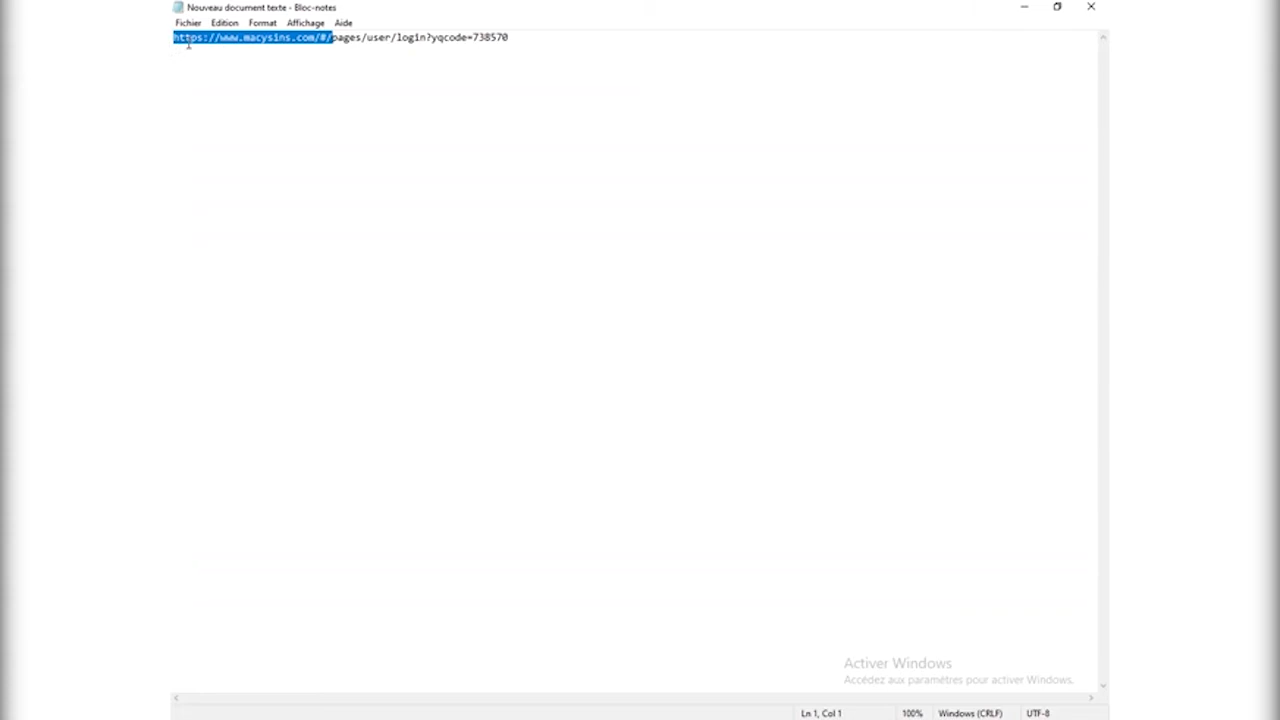 Nouveau document texte - Bloc-notes
Fichier Edition Format Affichage Aide
https://www.macysins.com/#/pages/user/login?yqcode=738570
Activer Windows
Accédez aux paramètres pour activer Windows.
Ln 1, Col 1 100% Windows (CRLF) UTF-8